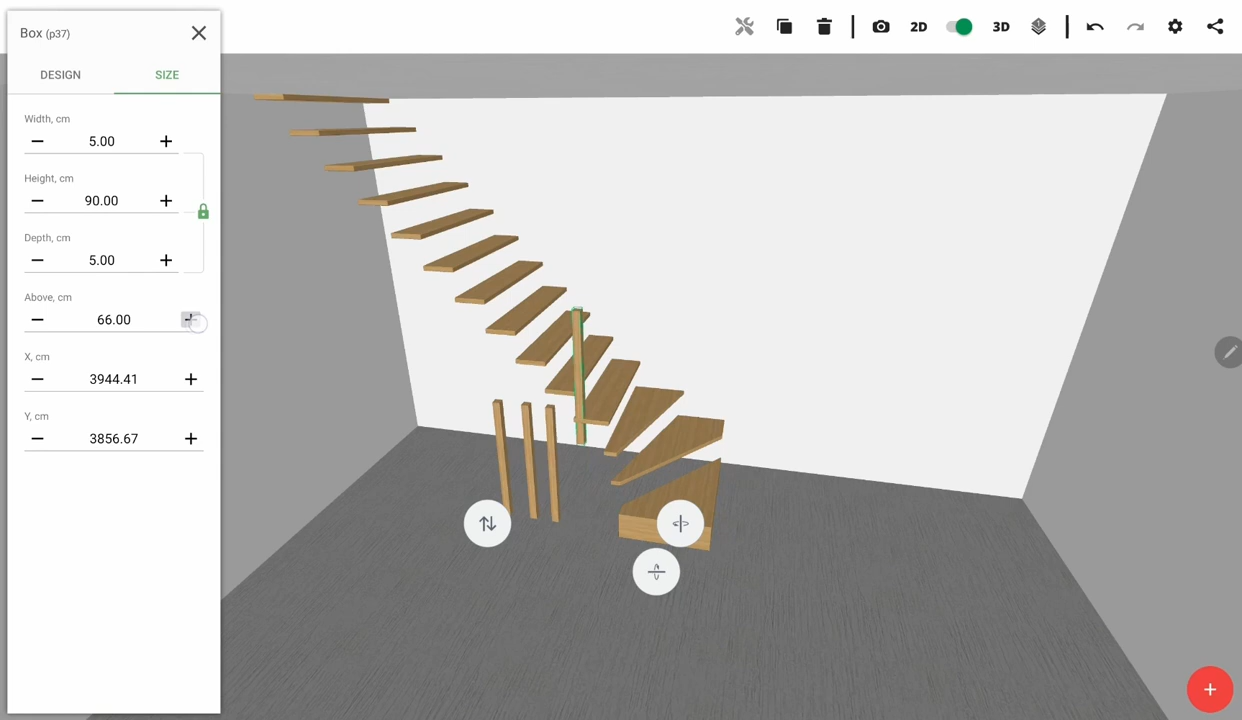 Box (p37)
2D
3D
DESIGN
SIZE
Width, cm
5.00
Height, cm
90.00
Depth, cm
5.00
Above, cm
66.00
X, cm
3944.41
Y, cm
3856.67